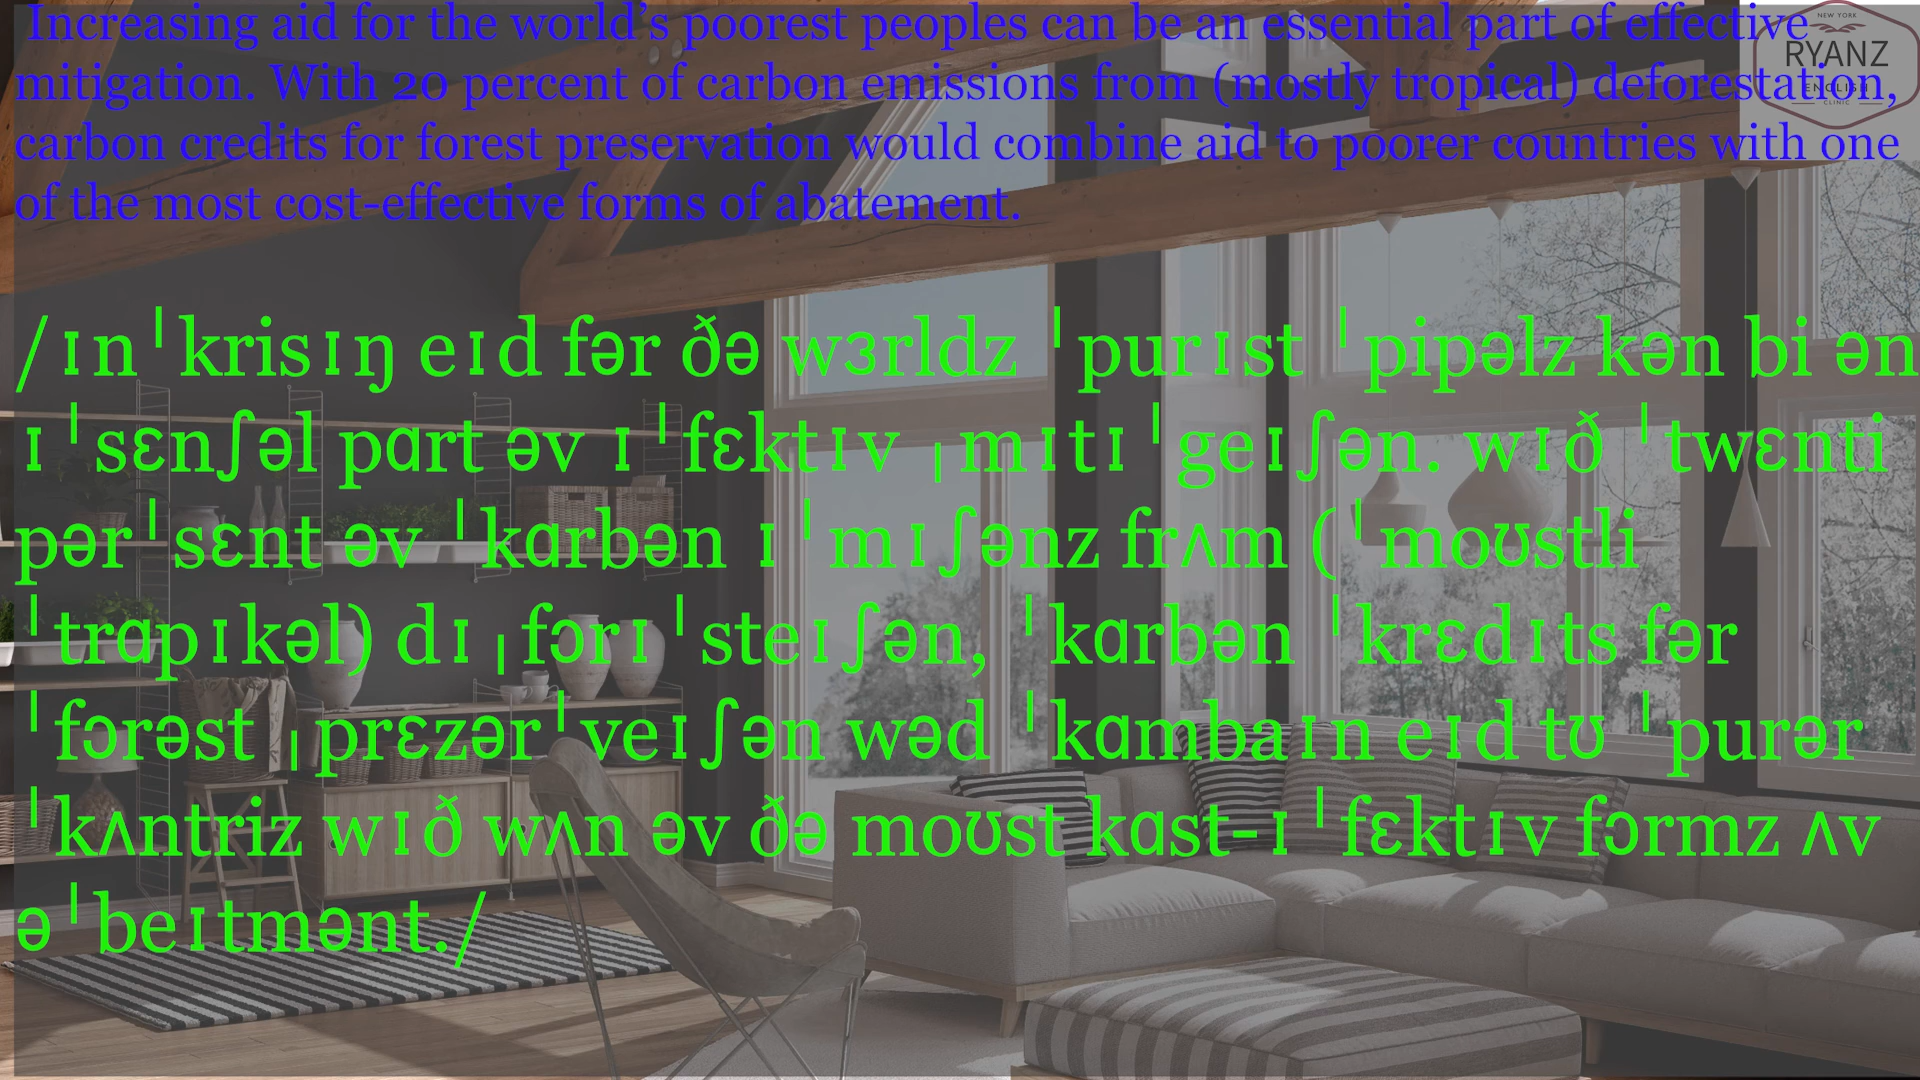 Increasing aid for the world’s poorest peoples can be an essential part of effective
mitigation. With 20 percent of carbon emissions from (mostly tropical) deforestation,
carbon credits for forest preservation would combine aid to poorer countries with one
of the most cost-effective forms of abatement.
NEW YORK
RYANZ
ENGLISH
CLINIC
/ɪnˈkrisɪŋ eɪd fər ðə wɜrldz ˈpurɪst ˈpipəlz kən bi ən
ɪˈsɛnʃəl pɑrt əv ɪˈfɛktɪv ˌmɪtɪˈgeɪʃən. wɪð ˈtwɛnti
pərˈsɛnt əv ˈkɑrbən ɪˈmɪʃənz frʌm (ˈmoʊstli
ˈtrɑpɪkəl) dɪˌfɔrɪˈsteɪʃən, ˈkɑrbən ˈkrɛdɪts fər
ˈfɔrəst ˌprɛzərˈveɪʃən wəd ˈkɑmbaɪn eɪd tʊ ˈpurər
ˈkʌntriz wɪð wʌn əv ðə moʊst kɑst-ɪˈfɛktɪv fɔrmz ʌv
əˈbeɪtmənt./